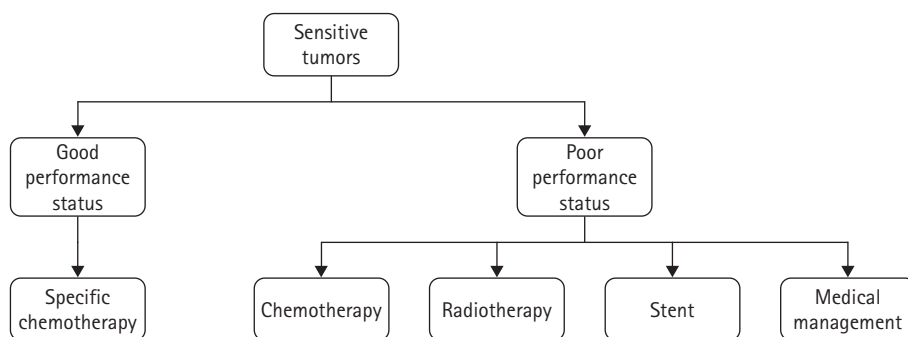 Sensitive
tumors
Good
performance
status
Poor
performance
status
Specific
chemotherapy
Chemotherapy
Radiotherapy
Stent
Medical
management